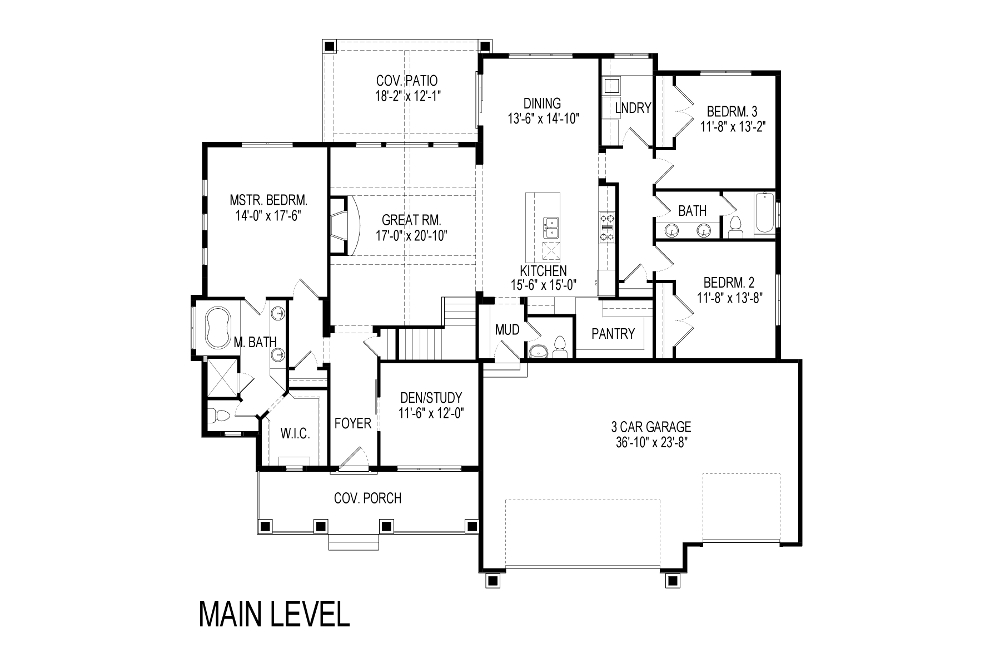 COV. PATIO
18'-2" x 12'-1"
DINING
13'-6" x 14'-10"
LNDRY
BEDRM. 3
11'-8" x 13'-2"
MSTR. BEDRM.
14'-0" x 17'-6"
GREAT RM.
17'-0" x 20'-10"
BATH
KITCHEN
15'-6" x 15'-0"
BEDRM. 2
11'-8" x 13'-8"
M. BATH
MUD
PANTRY
DEN/STUDY
11'-6" x 12'-0"
FOYER
W.I.C.
3 CAR GARAGE
36'-10" x 23'-8"
COV. PORCH
MAIN LEVEL